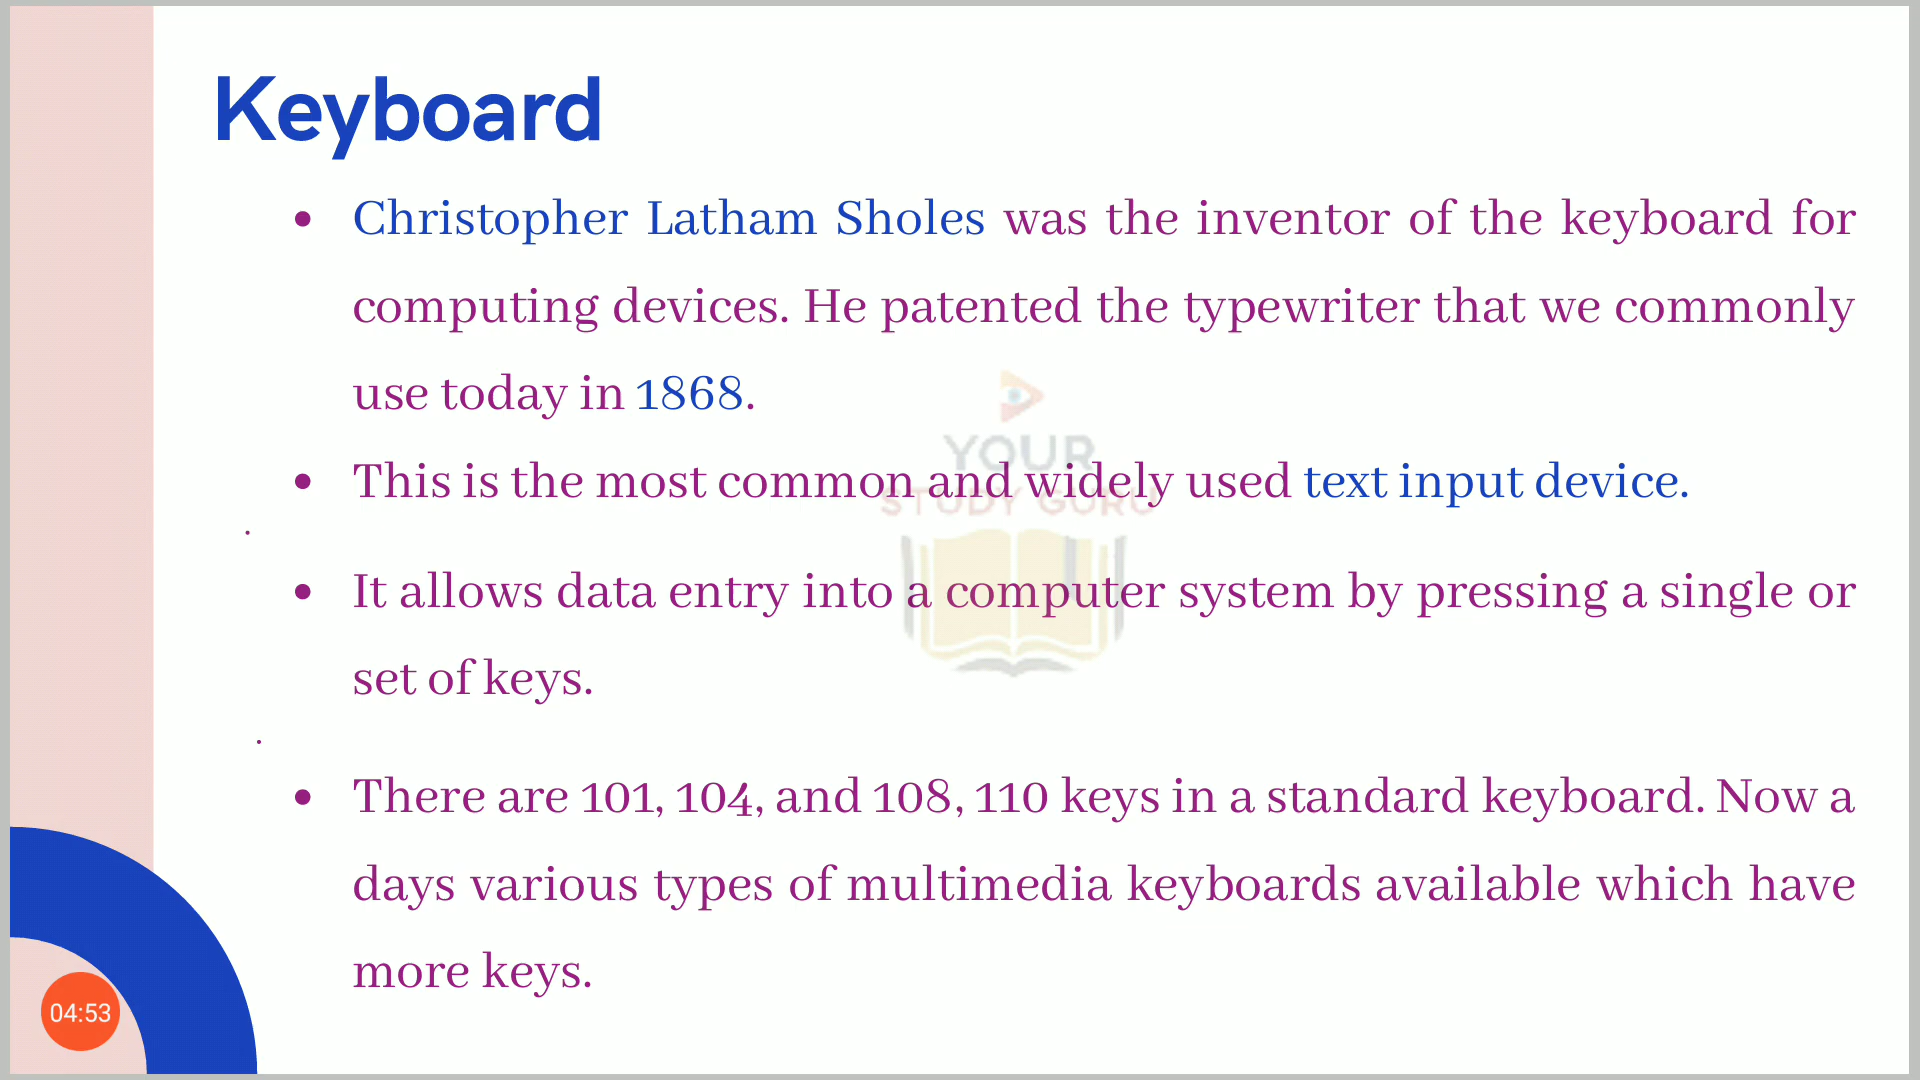 Keyboard
• Christopher Latham Sholes was the inventor of the keyboard for
computing devices. He patented the typewriter that we commonly
use today in 1868.
• This is the most common and widely used text input device.
• It allows data entry into a computer system by pressing a single or
set of keys.
• There are 101, 104, and 108, 110 keys in a standard keyboard. Now a
days various types of multimedia keyboards available which have
more keys.
YOUR
STUDY GURU
04:53